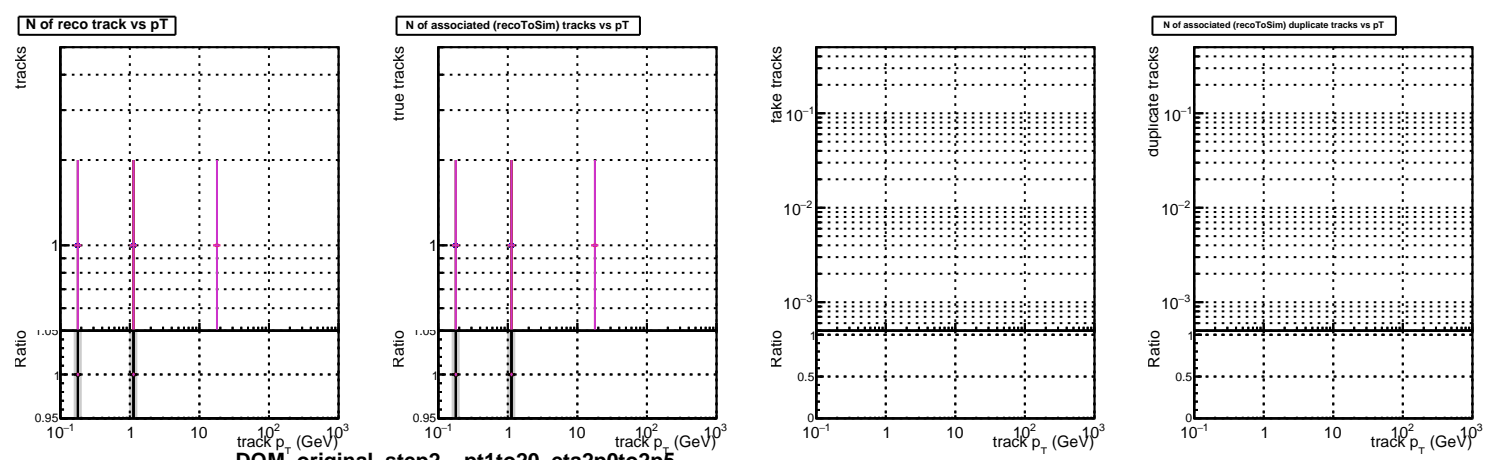 N of reco track vs pT
tracks
1
1.05
Ratio
1
0.95
10⁻¹ 1 10 10² 10³
track p_T (GeV)
N of associated (recoToSim) tracks vs pT
true tracks
1
1.05
Ratio
1
0.95
10⁻¹ 1 10 10² 10³
track p_T (GeV)
fake tracks
10⁻¹
10⁻²
10⁻³
Ratio
1
0.5
0
10⁻¹ 1 10 10² 10³
track p_T (GeV)
N of associated (recoToSim) duplicate tracks vs pT
duplicate tracks
10⁻¹
10⁻²
10⁻³
Ratio
1
0.5
0
10⁻¹ 1 10 10² 10³
track p_T (GeV)